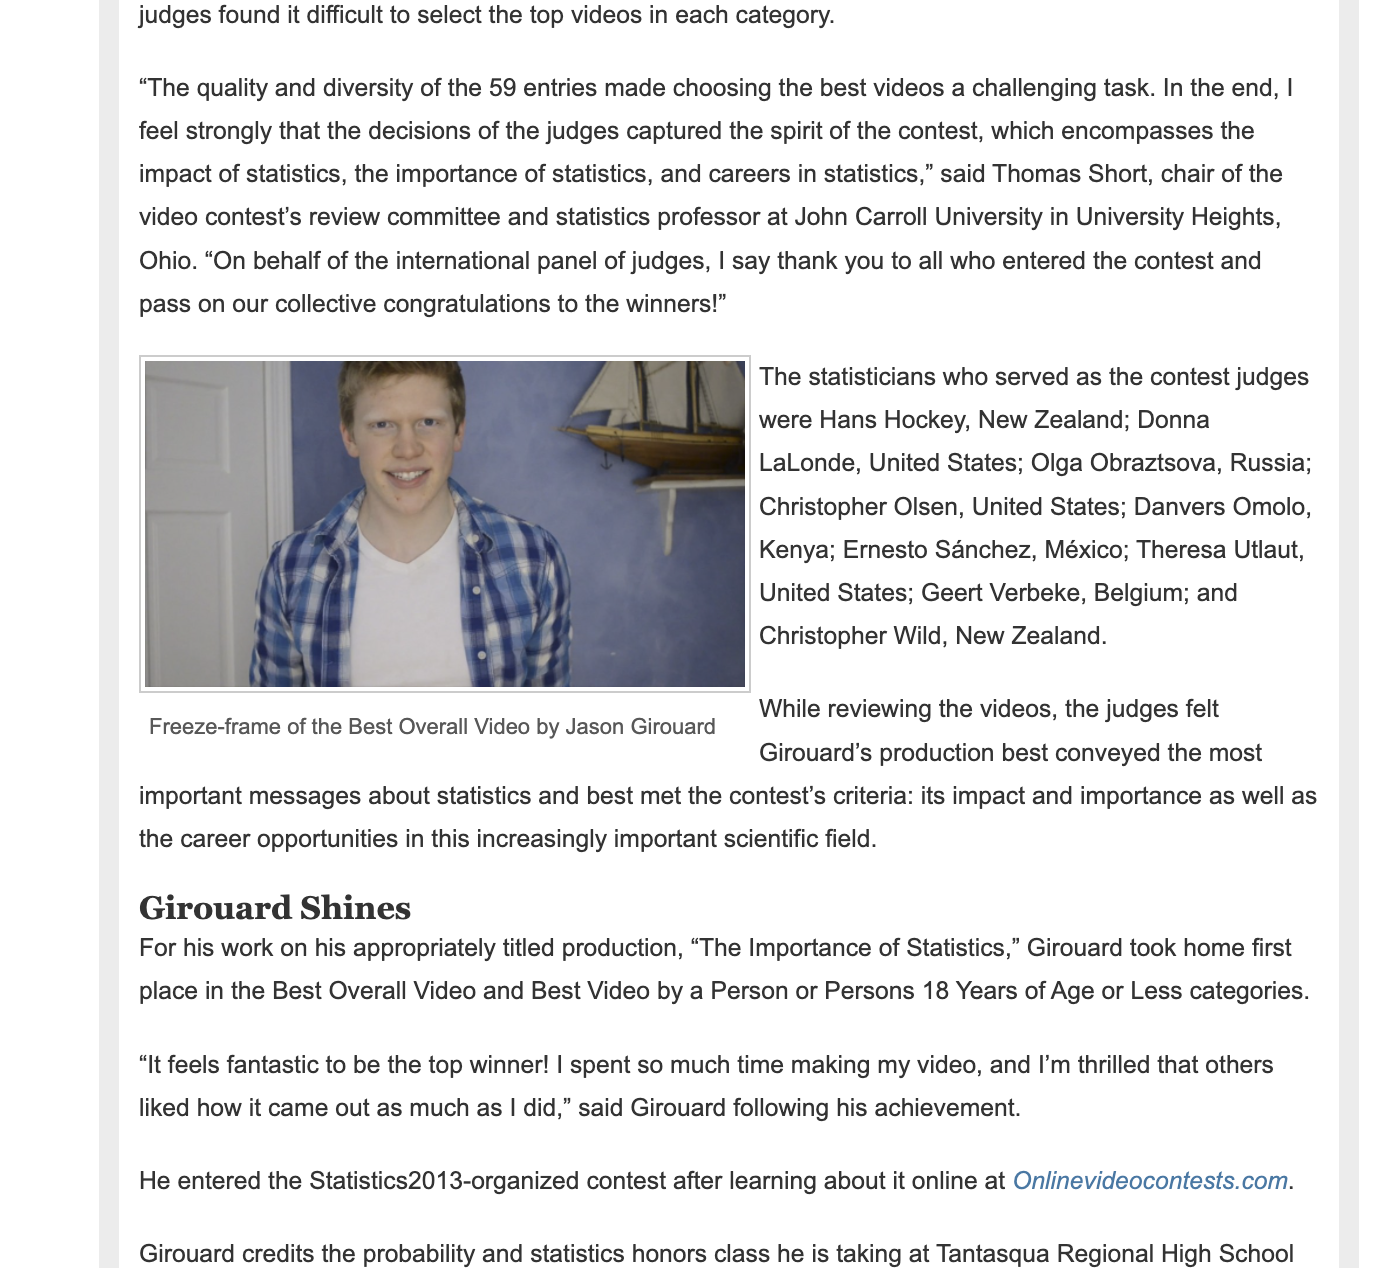 judges found it difficult to select the top videos in each category.
“The quality and diversity of the 59 entries made choosing the best videos a challenging task. In the end, I
feel strongly that the decisions of the judges captured the spirit of the contest, which encompasses the
impact of statistics, the importance of statistics, and careers in statistics,” said Thomas Short, chair of the
video contest’s review committee and statistics professor at John Carroll University in University Heights,
Ohio. “On behalf of the international panel of judges, I say thank you to all who entered the contest and
pass on our collective congratulations to the winners!”
Freeze-frame of the Best Overall Video by Jason Girouard
The statisticians who served as the contest judges
were Hans Hockey, New Zealand; Donna
LaLonde, United States; Olga Obraztsova, Russia;
Christopher Olsen, United States; Danvers Omolo,
Kenya; Ernesto Sánchez, México; Theresa Utlaut,
United States; Geert Verbeke, Belgium; and
Christopher Wild, New Zealand.
While reviewing the videos, the judges felt
Girouard’s production best conveyed the most
important messages about statistics and best met the contest’s criteria: its impact and importance as well as
the career opportunities in this increasingly important scientific field.
Girouard Shines
For his work on his appropriately titled production, “The Importance of Statistics,” Girouard took home first
place in the Best Overall Video and Best Video by a Person or Persons 18 Years of Age or Less categories.
“It feels fantastic to be the top winner! I spent so much time making my video, and I’m thrilled that others
liked how it came out as much as I did,” said Girouard following his achievement.
He entered the Statistics2013-organized contest after learning about it online at Onlinevideocontests.com.
Girouard credits the probability and statistics honors class he is taking at Tantasqua Regional High School